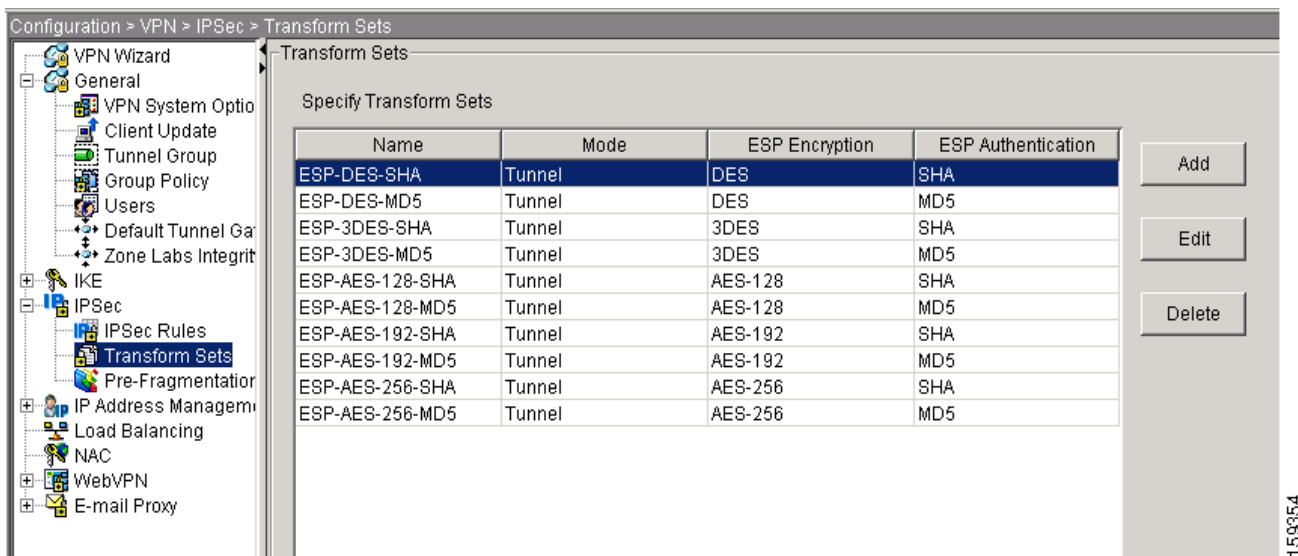 Configuration > VPN > IPSec > Transform Sets
VPN Wizard
General
VPN System Optio
Client Update
Tunnel Group
Group Policy
Users
Default Tunnel Ga
Zone Labs Integrit
IKE
IPSec
IPSec Rules
Transform Sets
Pre-Fragmentation
IP Address Managem
Load Balancing
NAC
WebVPN
E-mail Proxy
Transform Sets
Specify Transform Sets
Name Mode ESP Encryption ESP Authentication
ESP-DES-SHA Tunnel DES SHA
ESP-DES-MD5 Tunnel DES MD5
ESP-3DES-SHA Tunnel 3DES SHA
ESP-3DES-MD5 Tunnel 3DES MD5
ESP-AES-128-SHA Tunnel AES-128 SHA
ESP-AES-128-MD5 Tunnel AES-128 MD5
ESP-AES-192-SHA Tunnel AES-192 SHA
ESP-AES-192-MD5 Tunnel AES-192 MD5
ESP-AES-256-SHA Tunnel AES-256 SHA
ESP-AES-256-MD5 Tunnel AES-256 MD5
Add
Edit
Delete
159354